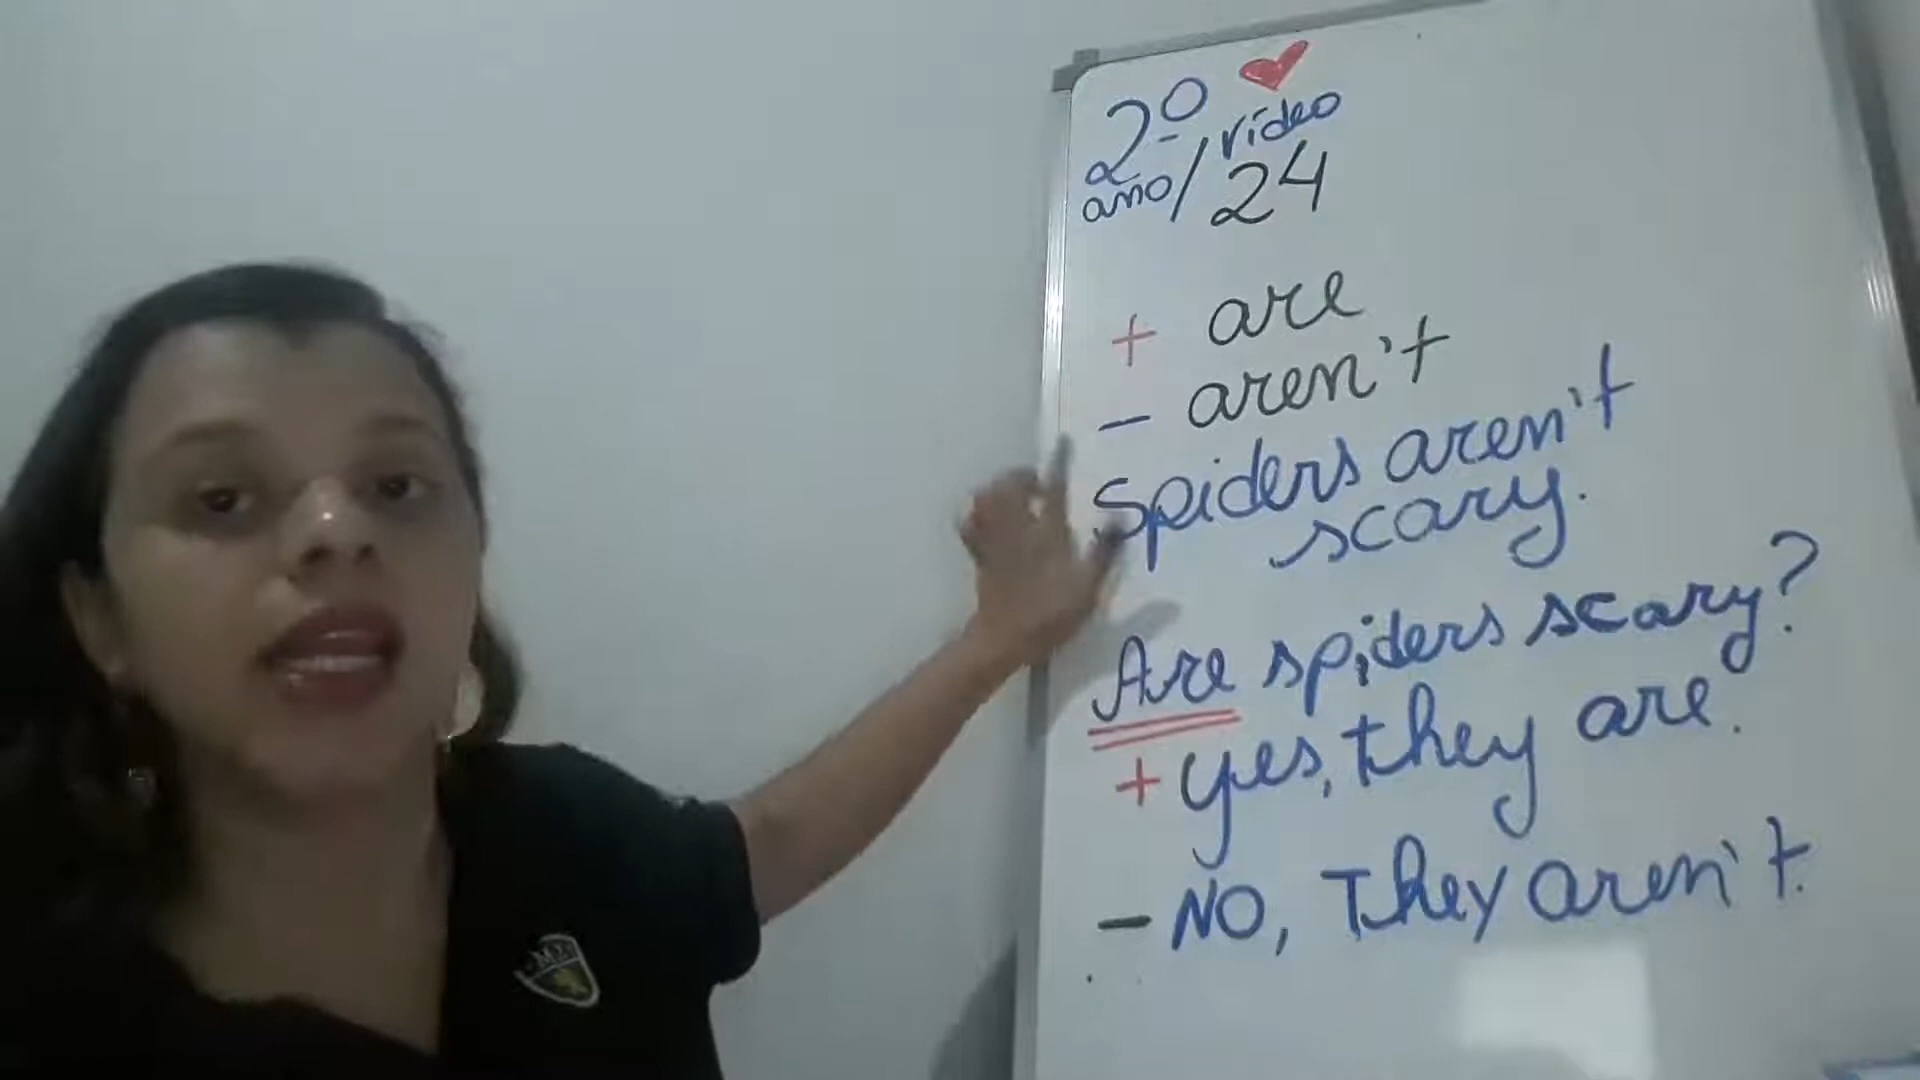 2º
ano/vídeo
24
+ are
- aren't
Spiders aren't
scary.
Are spiders scary?
+ yes, they are.
- NO, They aren't.